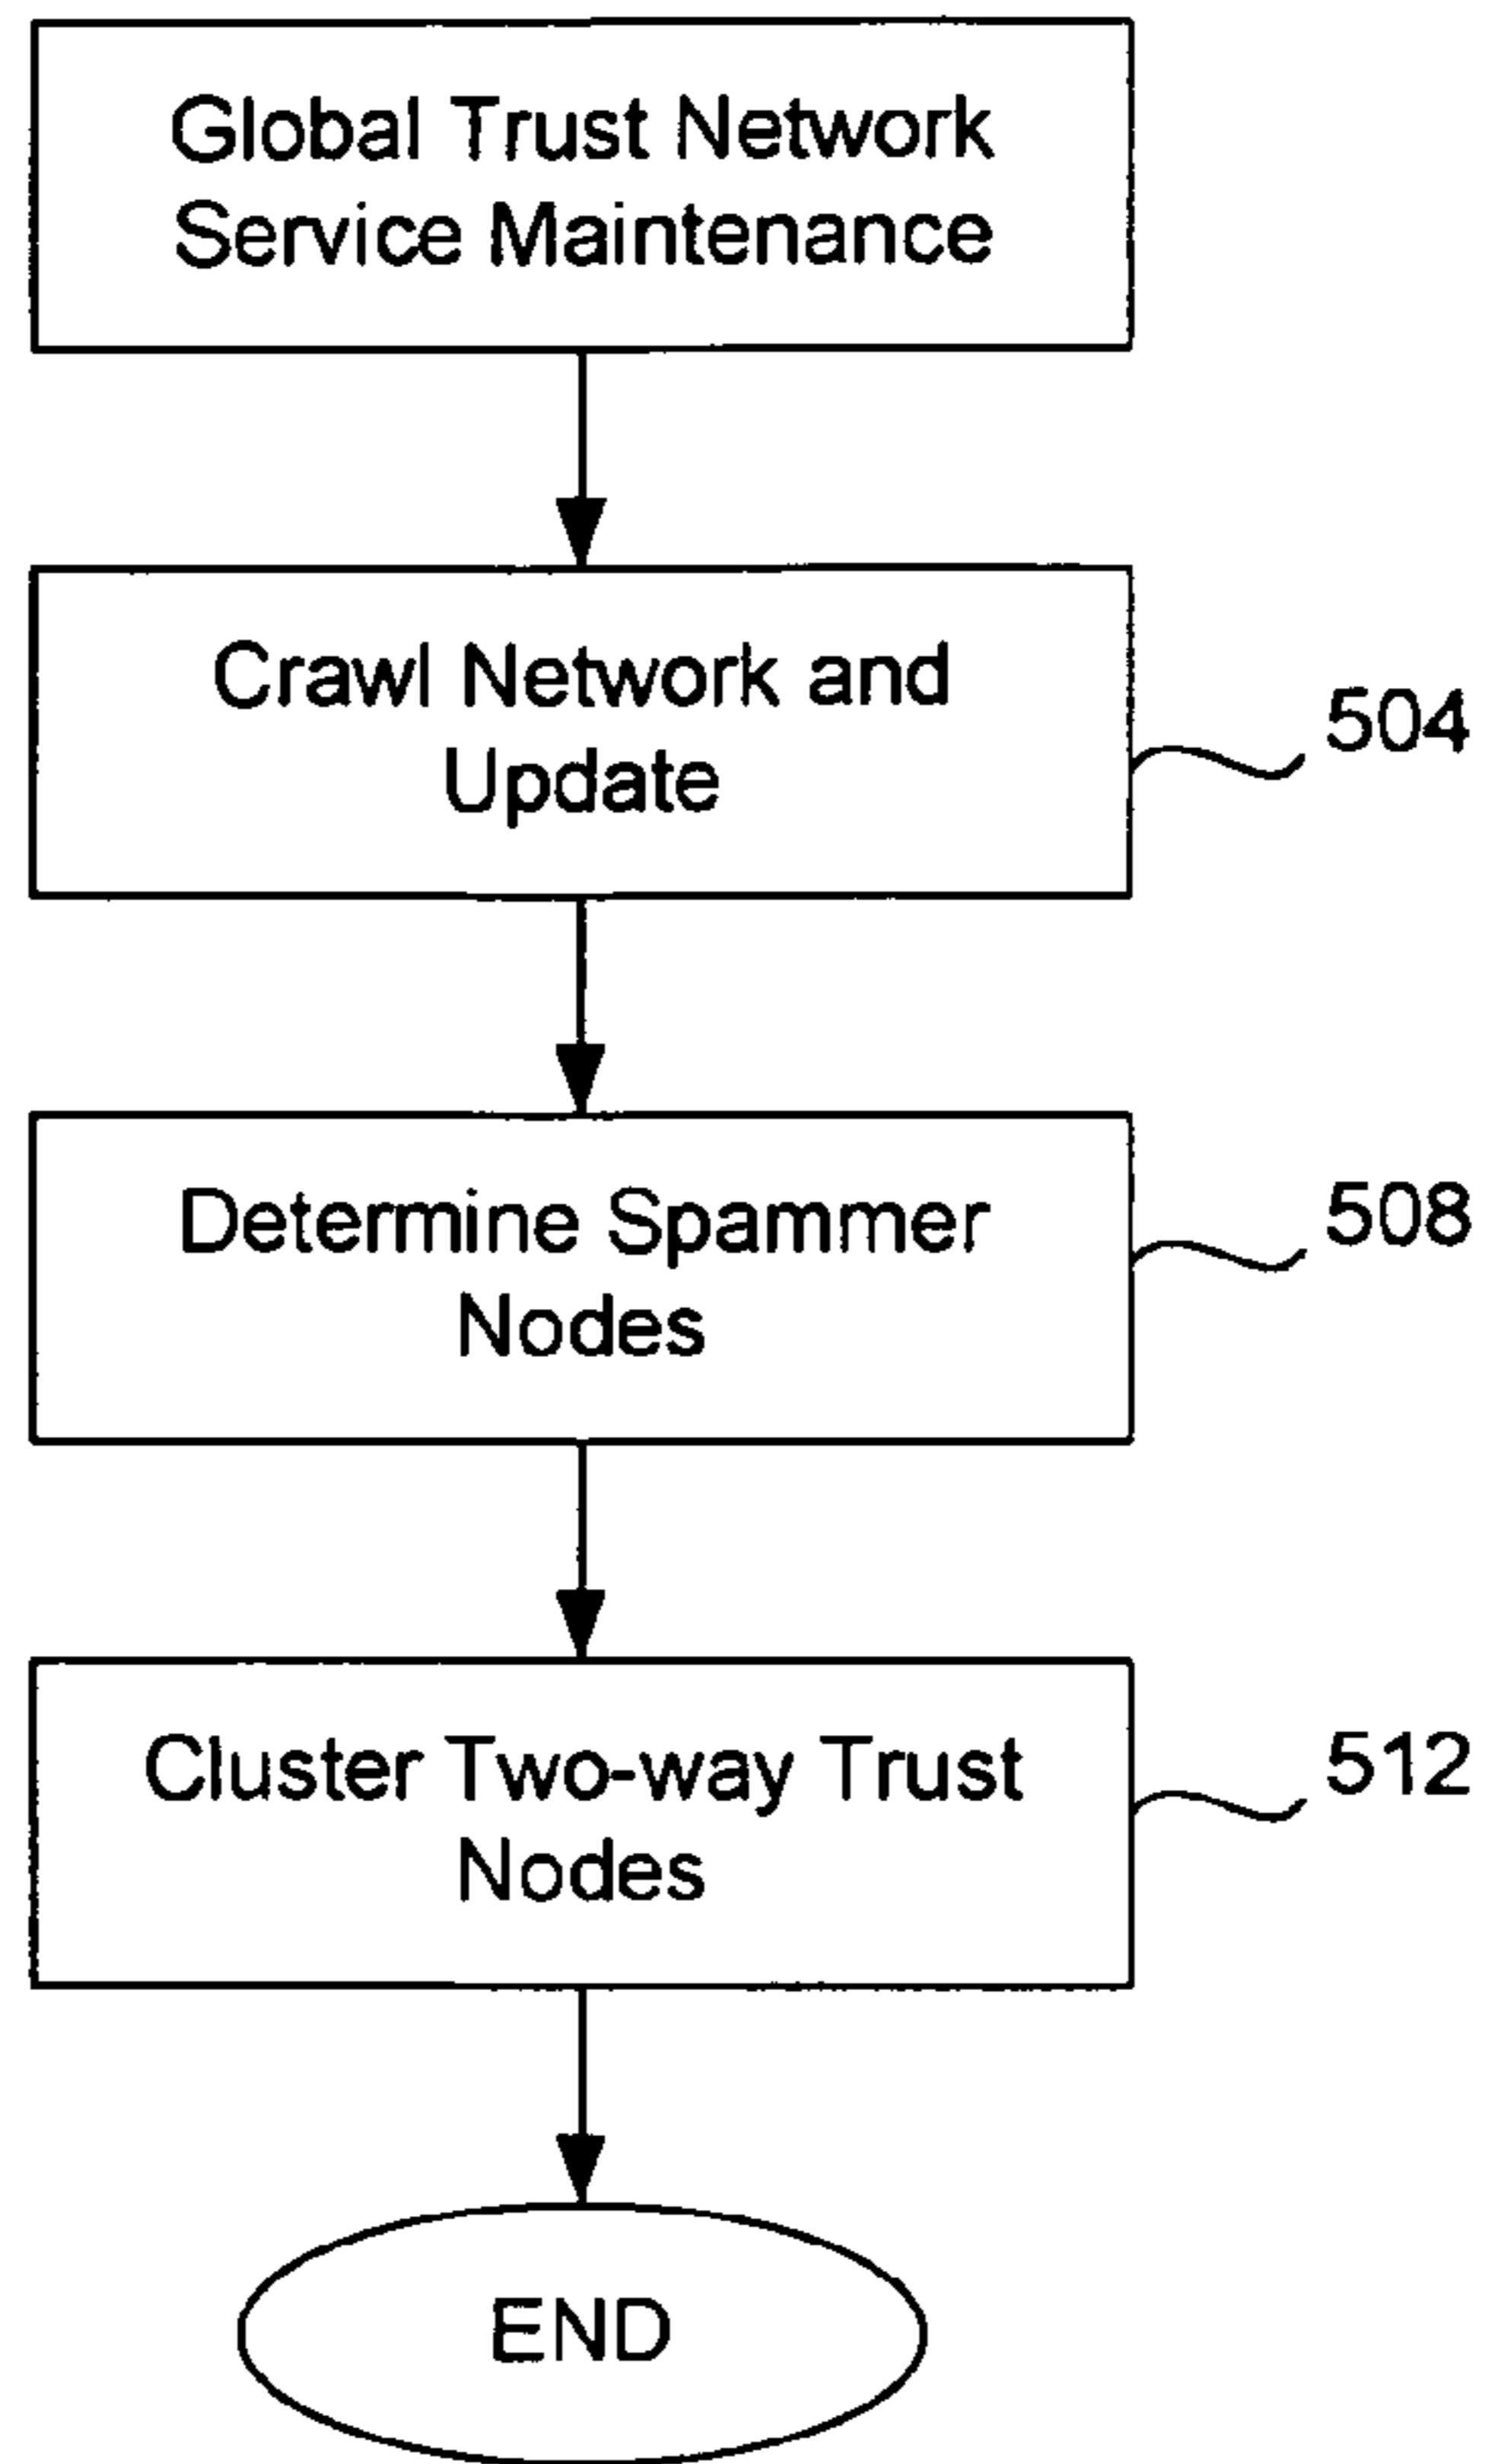 Global Trust Network
Service Maintenance
Crawl Network and
Update
504
Determine Spammer
Nodes
508
Cluster Two-way Trust
Nodes
512
END